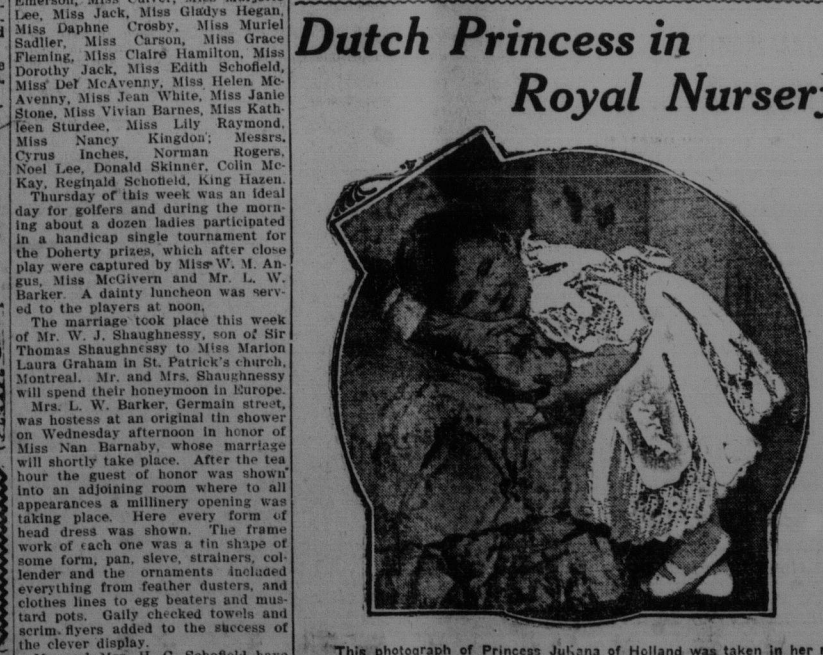 Lee, Miss Jack, Miss Gladys Hegan,
Miss Daphne Crosby, Miss Muriel
Sadlier, Miss Carson, Miss Grace
Fleming, Miss Claire Hamilton, Miss
Dorothy Jack, Miss Edith Schofield,
Miss Del McAvenny, Miss Helen Mc-
Avenny, Miss Jean White, Miss Janie
Stone, Miss Vivian Barnes, Miss Kath-
leen Sturdee, Miss Lily Raymond,
Miss Nancy Kingdon; Messrs.
Cyrus Inches, Norman Rogers,
Noel Lee, Donald Skinner, Colin Mc-
Kay, Reginald Schofield, King Hazen.
Thursday of this week was an ideal
day for golfers and during the morn-
ing about a dozen ladies participated
in a handicap single tournament for
the Doherty prizes, which after close
play were captured by Miss W. M. An-
gus, Miss McGivern and Mr. L. W.
Barker. A dainty luncheon was serv-
ed to the players at noon.
The marriage took place this week
of Mr. W. J. Shaughnessy, son of Sir
Thomas Shaughnessy to Miss Marion
Laura Graham in St. Patrick's church,
Montreal. Mr. and Mrs. Shaughnessy
will spend their honeymoon in Europe.
Mrs. L. W. Barker, Germain street,
was hostess at an original tin shower
on Wednesday afternoon in honor of
Miss Nan Barnaby, whose marriage
will shortly take place. After the tea
hour the guest of honor was shown
into an adjoining room where to all
appearances a millinery opening was
taking place. Here every form of
head dress was shown. The frame
work of each one was a tin shape of
some form, pan, sieve, strainers, col-
lender and the ornaments included
everything from feather dusters, and
clothes lines to egg beaters and mus-
tard pots. Gaily checked towels and
scrim flyers added to the success of
the clever display.
Dutch Princess in
Royal Nursery
This photograph of Princess Juliana of Holland was taken in her